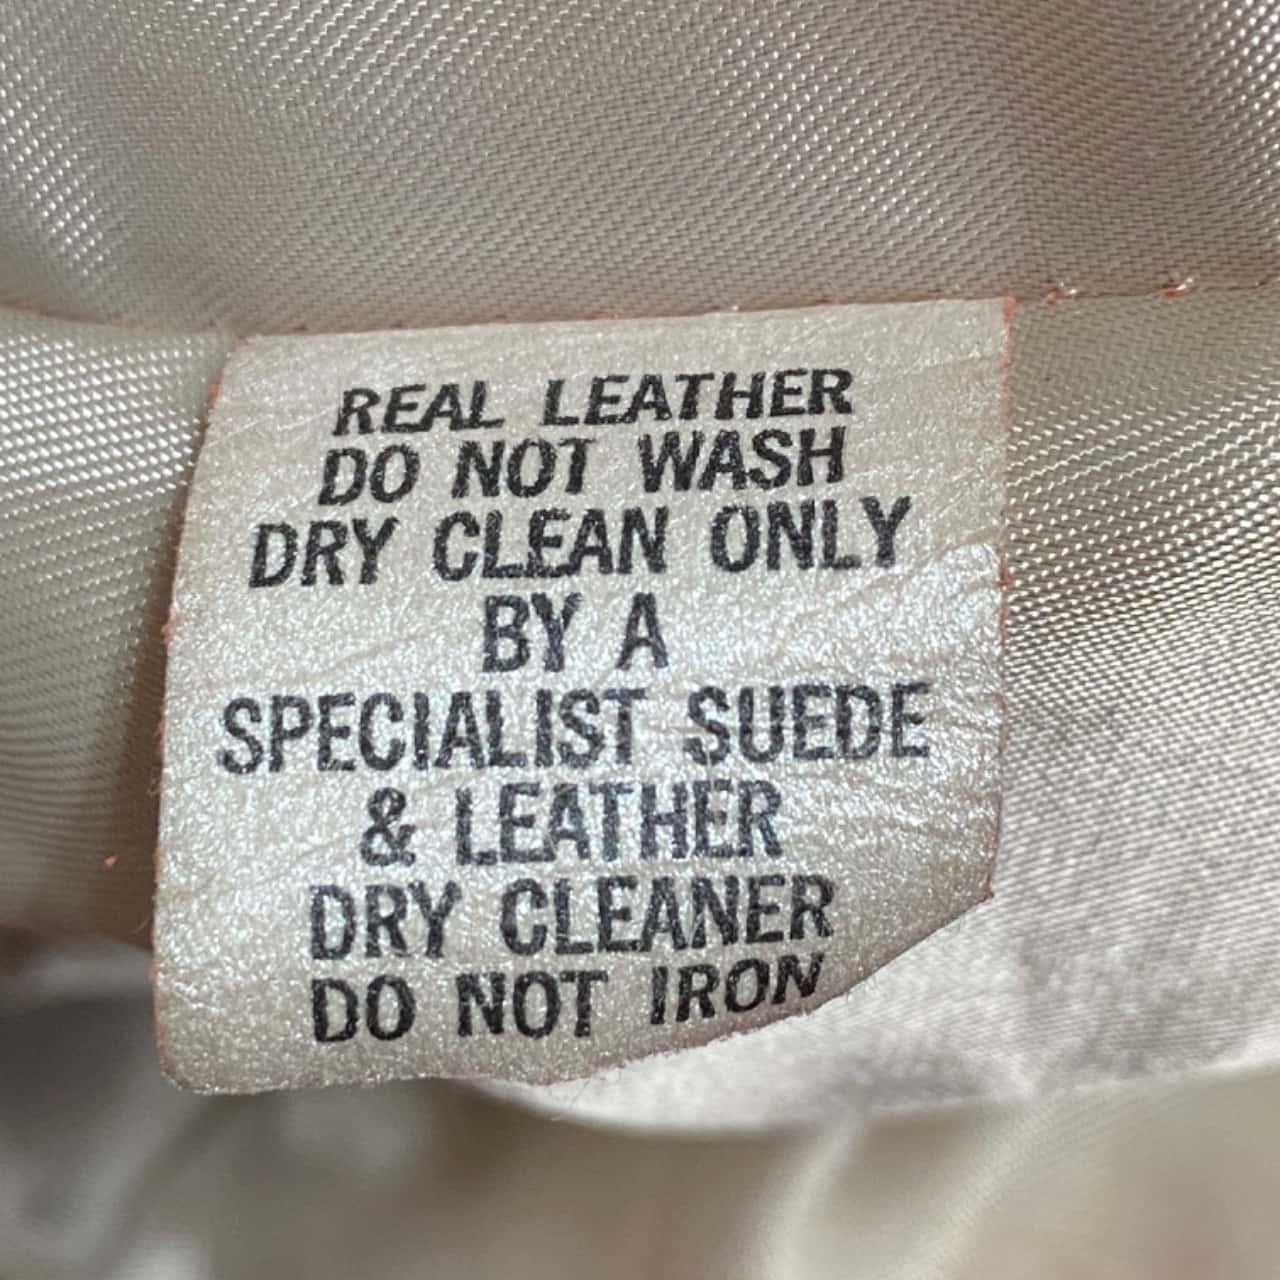 REAL LEATHER
DO NOT WASH
DRY CLEAN ONLY
BY A
SPECIALIST SUEDE
& LEATHER
DRY CLEANER
DO NOT IRON